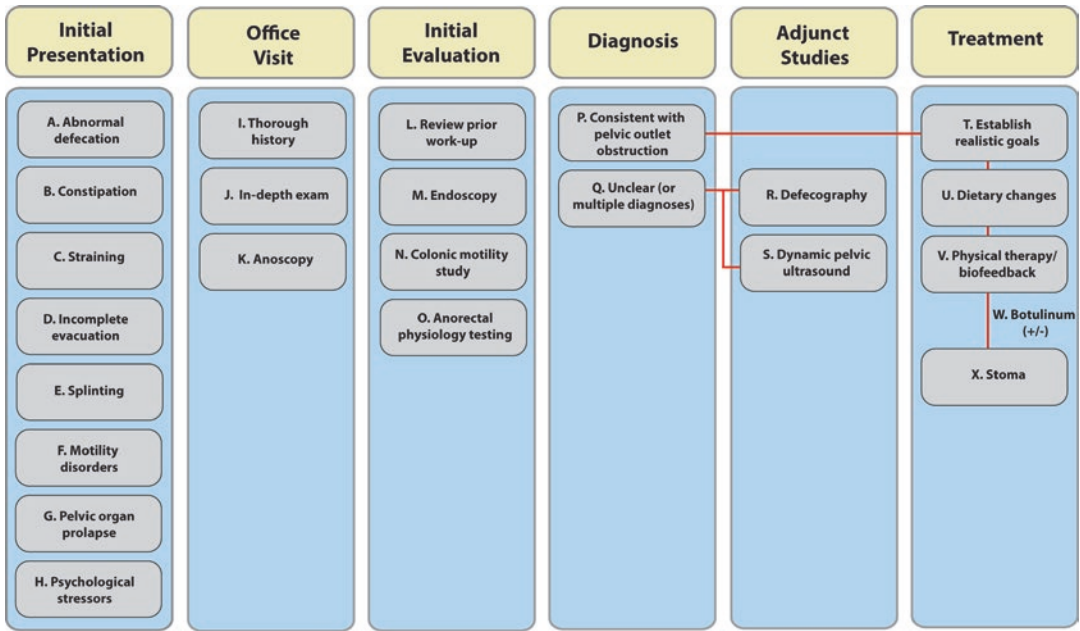 Initial
Presentation
A. Abnormal
defecation
B. Constipation
C. Straining
D. Incomplete
evacuation
E. Splinting
F. Motility
disorders
G. Pelvic organ
prolapse
H. Psychological
stressors
Office
Visit
I. Thorough
history
J. In-depth exam
K. Anoscopy
Initial
Evaluation
L. Review prior
work-up
M. Endoscopy
N. Colonic motility
study
O. Anorectal
physiology testing
Diagnosis
P. Consistent with
pelvic outlet
obstruction
Q. Unclear (or
multiple diagnoses)
Adjunct
Studies
R. Defecography
S. Dynamic pelvic
ultrasound
Treatment
T. Establish
realistic goals
U. Dietary changes
V. Physical therapy/
biofeedback
W. Botulinum
(+/-)
X. Stoma